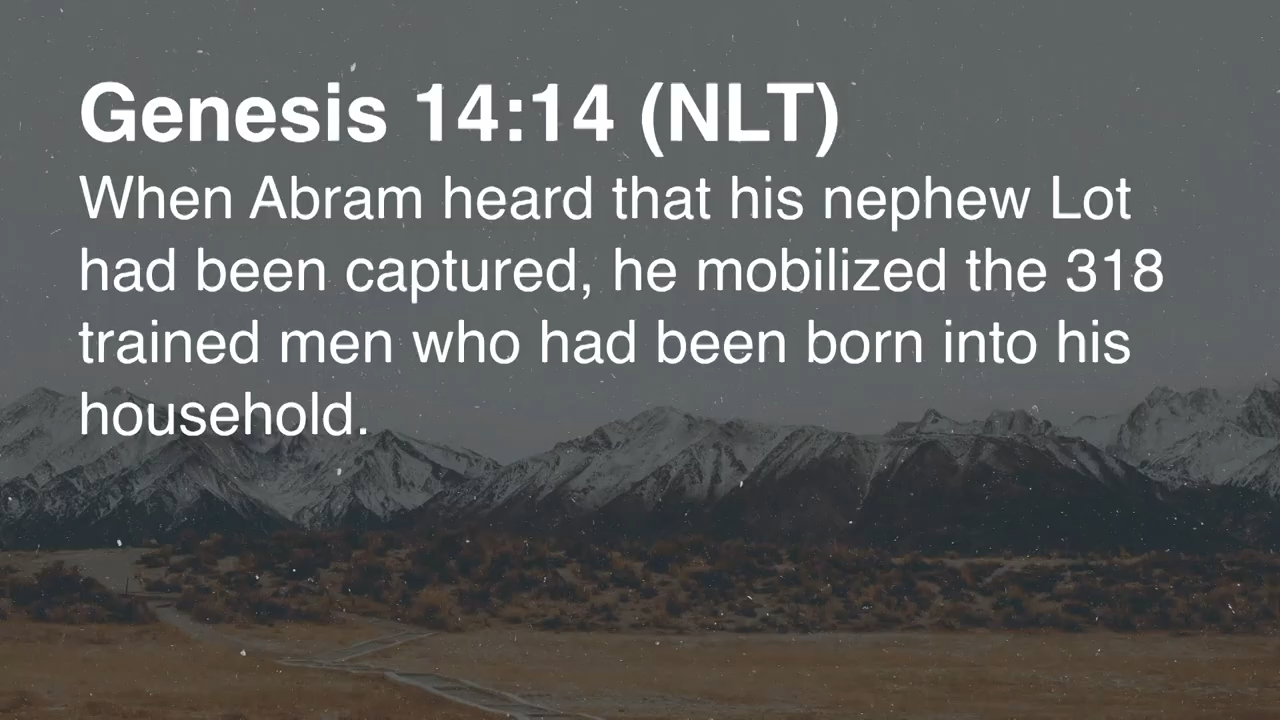 Genesis 14:14 (NLT)
When Abram heard that his nephew Lot
had been captured, he mobilized the 318
trained men who had been born into his
household.